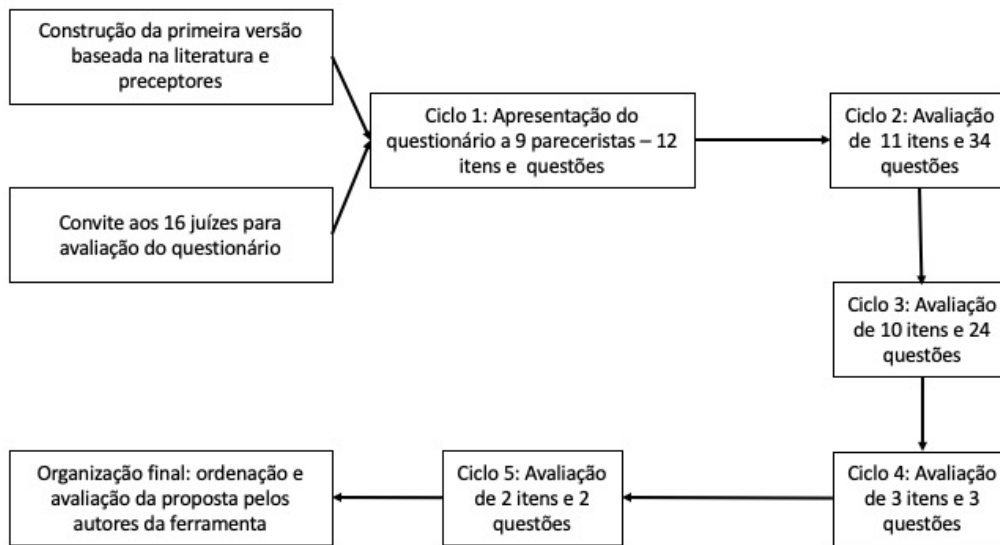 Construção da primeira versão
baseada na literatura e
preceptores
Convite aos 16 juízes para
avaliação do questionário
Ciclo 1: Apresentação do
questionário a 9 pareceristas – 12
itens e questões
Ciclo 2: Avaliação
de 11 itens e 34
questões
Ciclo 3: Avaliação
de 10 itens e 24
questões
Ciclo 4: Avaliação
de 3 itens e 3
questões
Ciclo 5: Avaliação
de 2 itens e 2
questões
Organização final: ordenação e
avaliação da proposta pelos
autores da ferramenta